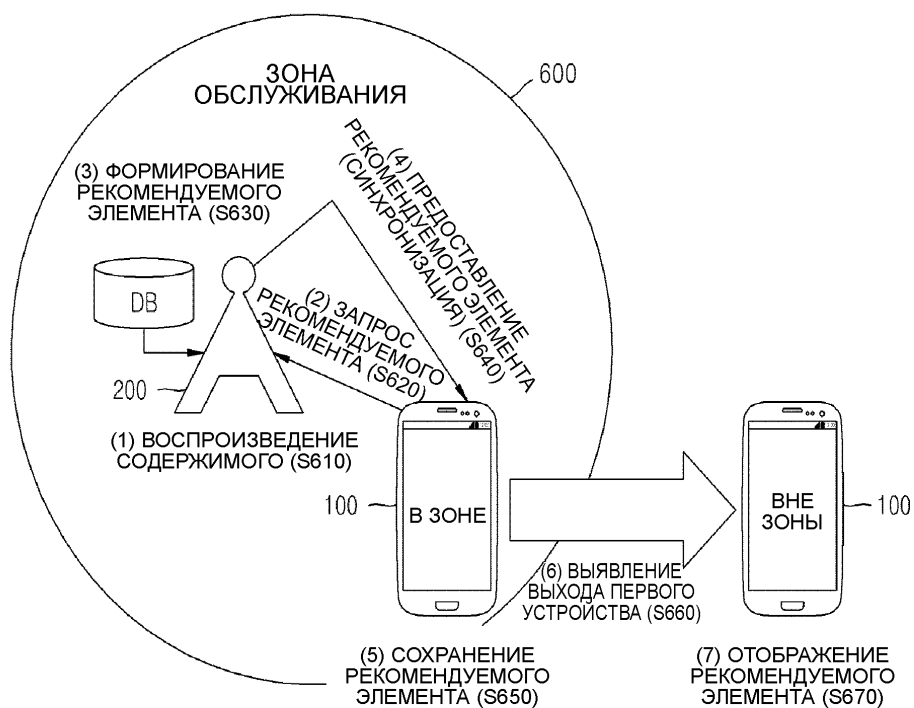 ЗОНА
ОБСЛУЖИВАНИЯ
600
(3) ФОРМИРОВАНИЕ
РЕКОМЕНДУЕМОГО
ЭЛЕМЕНТА (S630)
(4) ПРЕДОСТАВЛЕНИЕ
РЕКОМЕНДУЕМОГО ЭЛЕМЕНТА
(СИНХРОНИЗАЦИЯ) (S640)
DB
(2) ЗАПРОС
РЕКОМЕНДУЕМОГО
ЭЛЕМЕНТА (S620)
200
(1) ВОСПРОИЗВЕДЕНИЕ
СОДЕРЖИМОГО (S610)
100
В ЗОНЕ
ВНЕ
ЗОНЫ
100
(6) ВЫЯВЛЕНИЕ
ВЫХОДА ПЕРВОГО
УСТРОЙСТВА (S660)
(5) СОХРАНЕНИЕ
РЕКОМЕНДУЕМОГО
ЭЛЕМЕНТА (S650)
(7) ОТОБРАЖЕНИЕ
РЕКОМЕНДУЕМОГО
ЭЛЕМЕНТА (S670)